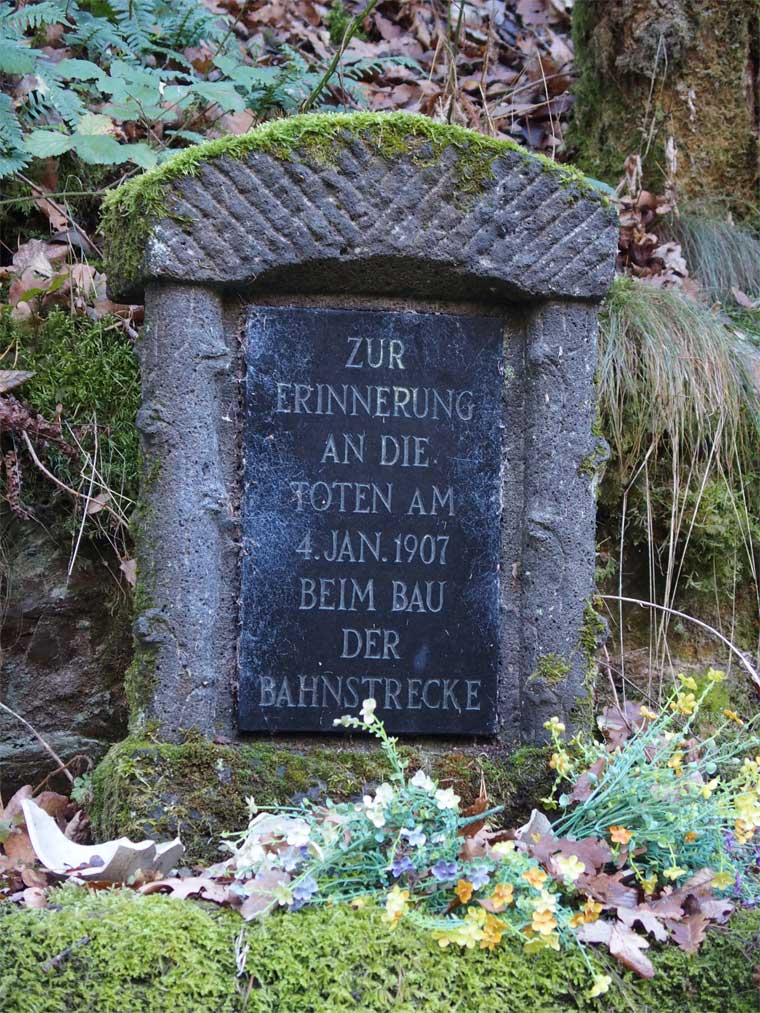 ZUR
ERINNERUNG
AN DIE
TOTEN AM
4.JAN.1907
BEIM BAU
DER
BAHNSTRECKE